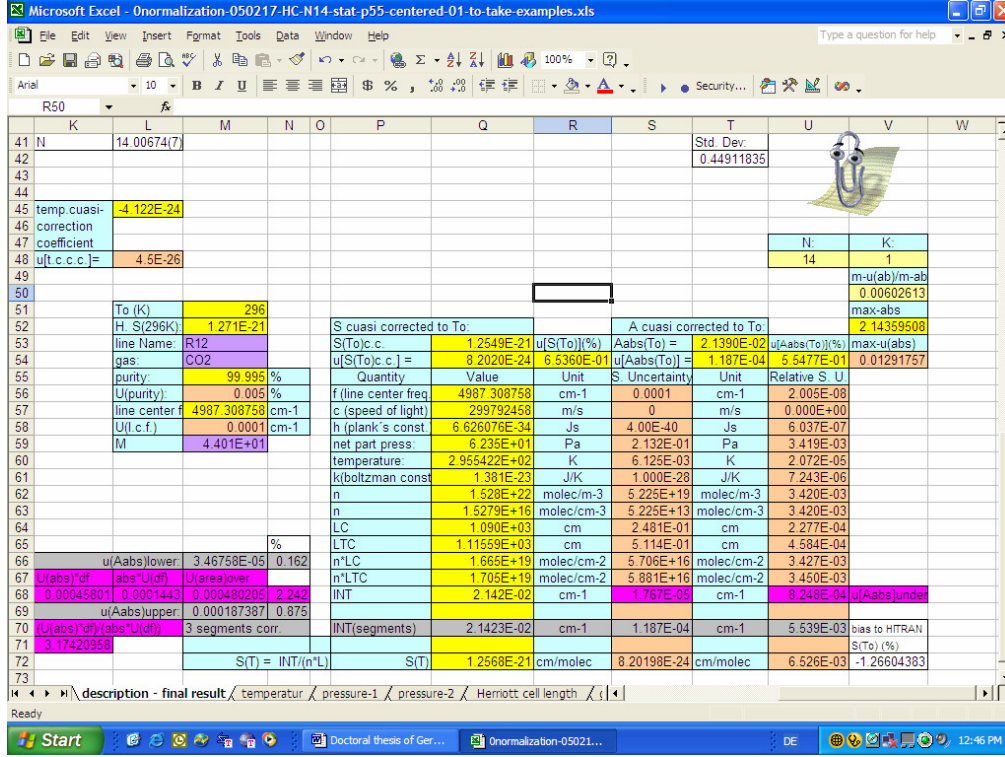 Microsoft Excel - 0normalization-050217-HC-N14-stat-p55-centered-01-to-take-examples.xls
File Edit View Insert Format Tools Data Window Help Type a question for help
100%
Arial 10 B I U $ % , Security...
R50 fx
K L M N O P Q R S T U V W
41 N 14.00674(7) Std. Dev:
42 0.44911835
43
44
45 temp.cuasi- -4.122E-24
46 correction
47 coefficient N: K:
48 u[t.c.c.c.]= 4.5E-26 14 1
49 m-u(ab)/m-ab
50 0.00602613
51 To (K) 296 max-abs
52 H. S(296K): 1.271E-21 S cuasi corrected to To: A cuasi corrected to To: 2.14359508
53 line Name: R12 S(To)c.c. 1.2549E-21 u[S(To)](%) Aabs(To) = 2.1390E-02 u[Aabs(To)](%) max-u(abs)
54 gas: CO2 u[S(To)c.c.] = 8.2020E-24 6.5360E-01 u[Aabs(To)] = 1.187E-04 5.5477E-01 0.01291757
55 purity: 99.995 % Quantity Value Unit S. Uncertainty Unit Relative S. U.
56 U(purity): 0.005 % f (line center freq. 4987.308758 cm-1 0.0001 cm-1 2.005E-08
57 line center f 4987.308758 cm-1 c (speed of light) 299792458 m/s 0 m/s 0.000E+00
58 U(l.c.f.) 0.0001 cm-1 h (plank´s const. 6.626076E-34 Js 4.00E-40 Js 6.037E-07
59 M 4.401E+01 net part press: 6.235E+01 Pa 2.132E-01 Pa 3.419E-03
60 temperature: 2.955422E+02 K 6.125E-03 K 2.072E-05
61 k(boltzman const 1.381E-23 J/K 1.000E-28 J/K 7.243E-06
62 n 1.528E+22 molec/m-3 5.225E+19 molec/m-3 3.420E-03
63 n 1.5279E+16 molec/cm-3 5.225E+13 molec/cm-3 3.420E-03
64 LC 1.090E+03 cm 2.481E-01 cm 2.277E-04
65 % LTC 1.11559E+03 cm 5.114E-01 cm 4.584E-04
66 u(Aabs)lower: 3.46758E-05 0.162 n*LC 1.665E+19 molec/cm-2 5.706E+16 molec/cm-2 3.427E-03
67 U(abs)*df abs*U(df) U(area)over n*LTC 1.705E+19 molec/cm-2 5.881E+16 molec/cm-2 3.450E-03
68 0.00045801 0.0001443 0.000480205 2.242 INT 2.142E-02 cm-1 1.767E-05 cm-1 8.248E-04 u[Aabs]under
69 u(Aabs)upper: 0.000187387 0.875
70 (U(abs)*df)/(abs*U(df)) 3 segments corr. INT(segments) 2.1423E-02 cm-1 1.187E-04 cm-1 5.539E-03 bias to HITRAN
71 3.17420958 S(To) (%)
72 S(T) = INT/(n*L) S(T) 1.2568E-21 cm/molec 8.20198E-24 cm/molec 6.526E-03 -1.26604383
73
description - final result / temperatur / pressure-1 / pressure-2 / Herriott cell length /
Ready
Start Doctoral thesis of Ger... 0normalization-05021... DE 12:46 PM